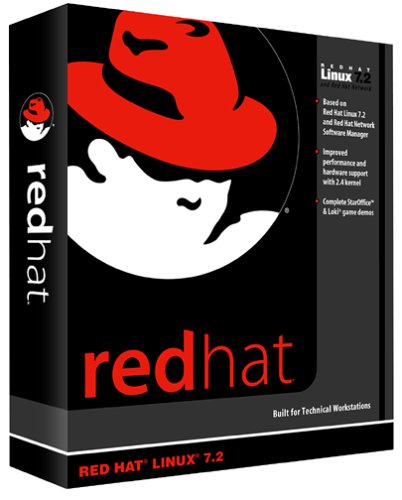 redhat
REDHAT
Linux 7.2
and Red Hat Network
Based on
Red Hat Linux 7.2
and Red Hat Network
Software Manager
Improved
performance and
hardware support
with 2.4 kernel
Complete StarOffice™
& Loki® game demos
®
redhat™
Built for Technical Workstations
RED HAT® LINUX® 7.2